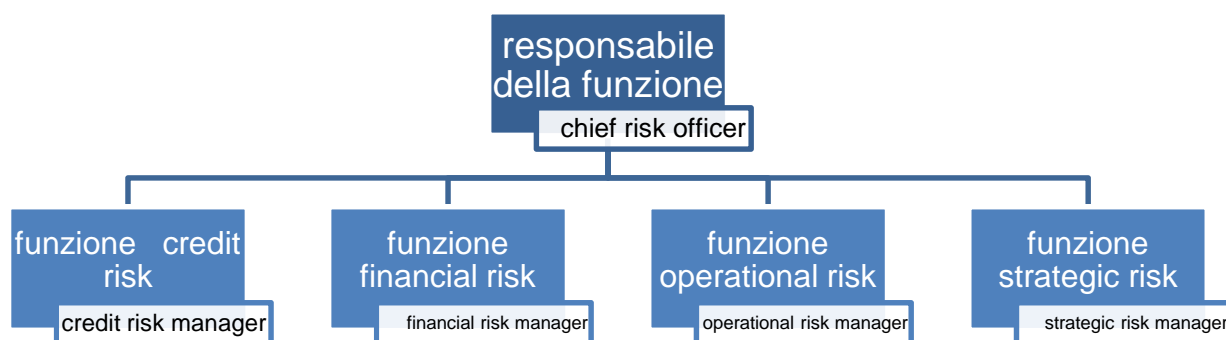 responsabile
della funzione
chief risk officer
funzione credit
risk
credit risk manager
funzione
financial risk
financial risk manager
funzione
operational risk
operational risk manager
funzione
strategic risk
strategic risk manager